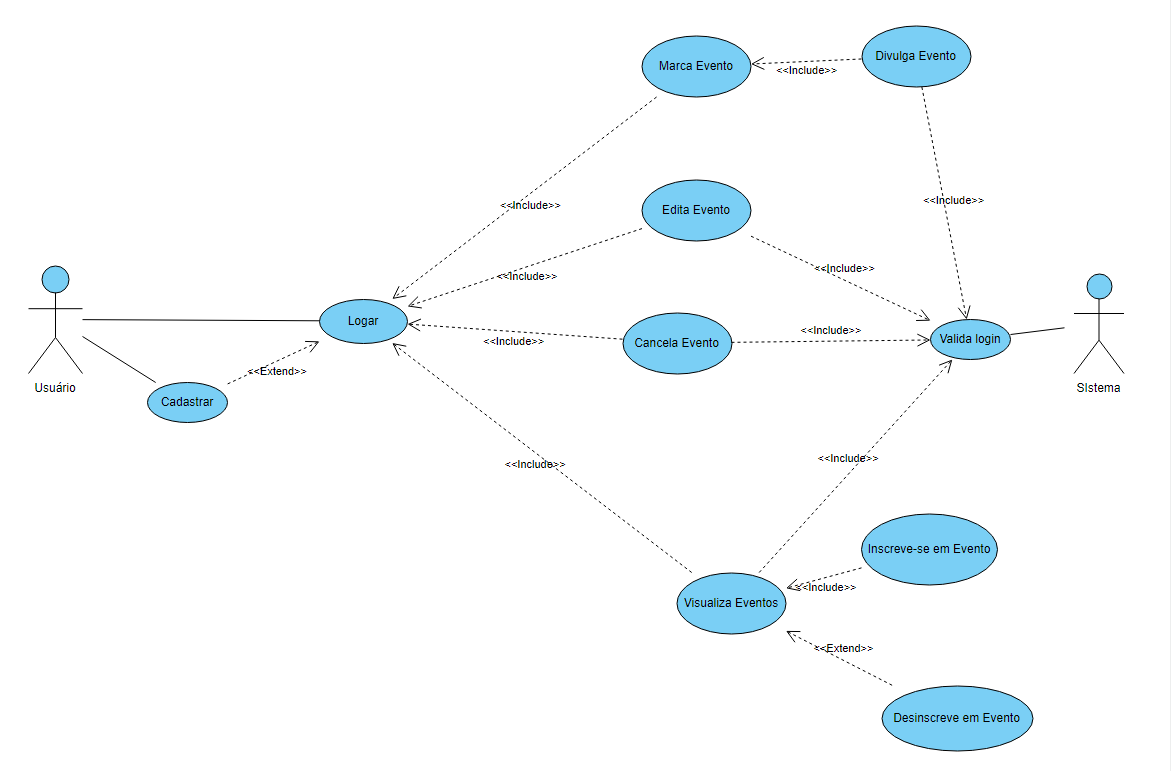 Marca Evento
<<Include>>
Divulga Evento
<<Include>>
<<Include>>
Edita Evento
<<Include>>
<<Include>>
Logar
<<Include>>
Cancela Evento
<<Include>>
Valida login
Usuário
SIstema
<<Extend>>
Cadastrar
<<Include>>
<<Include>>
Inscreve-se em Evento
<<Include>>
Visualiza Eventos
<<Extend>>
Desinscreve em Evento